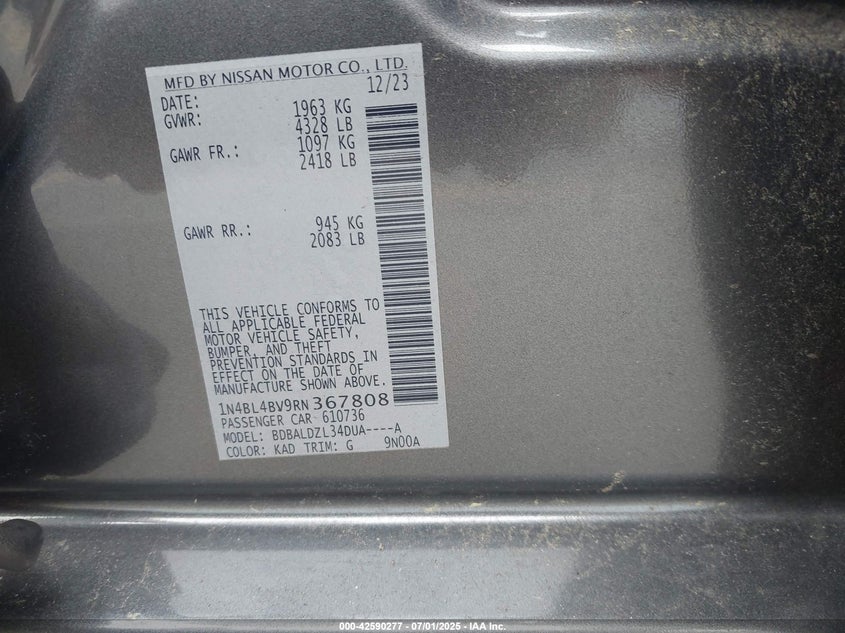 MFD BY NISSAN MOTOR CO., LTD.
DATE: 12/23
GVWR: 1963 KG
4328 LB
GAWR FR.: 1097 KG
2418 LB
GAWR RR.: 945 KG
2083 LB
THIS VEHICLE CONFORMS TO
ALL APPLICABLE FEDERAL
MOTOR VEHICLE SAFETY,
BUMPER, AND THEFT
PREVENTION STANDARDS IN
EFFECT ON THE DATE OF
MANUFACTURE SHOWN ABOVE.
1N4BL4BV9RN367808
PASSENGER CAR 610736
MODEL: BDBALDZL34DUA----A
COLOR: KAD TRIM: G 9N00A
000-42590277 - 07/01/2025 - IAA Inc.